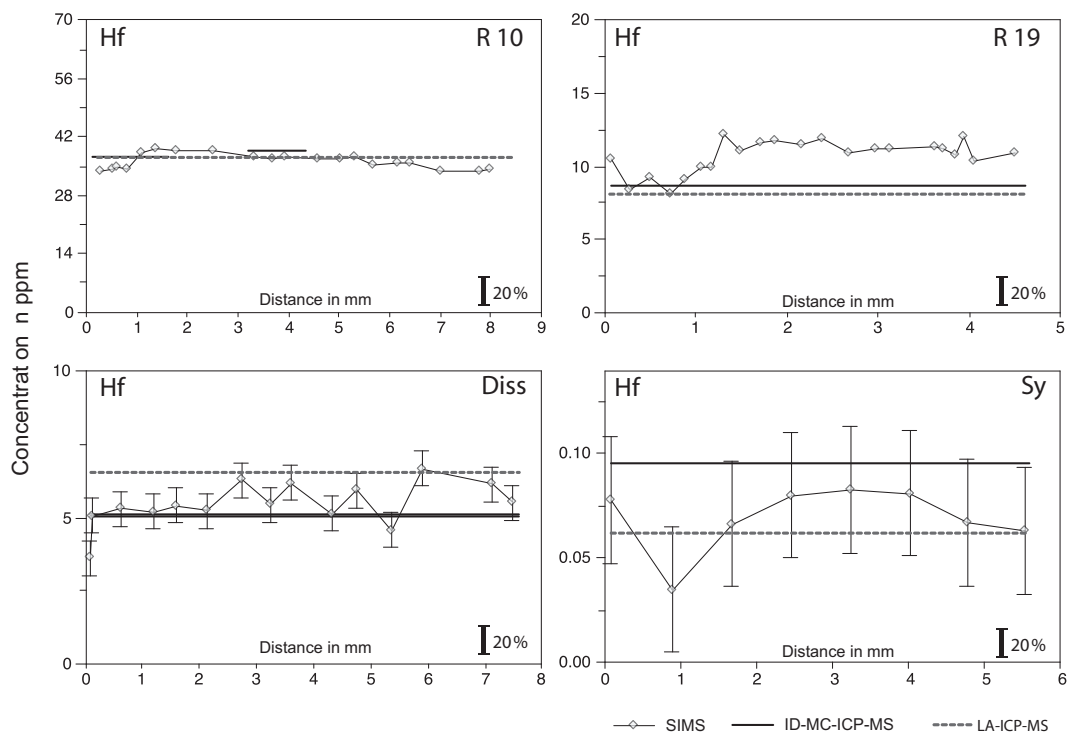 Concentrat on n ppm
70
56
42
28
14
0
Hf
R 10
Distance in mm
20%
0 1 2 3 4 5 6 7 8 9
20
15
10
5
0
Hf
R 19
Distance in mm
20%
0 1 2 3 4 5
10
5
0
Hf
Diss
Distance in mm
20%
0 1 2 3 4 5 6 7 8
0.10
0.05
0.00
Hf
Sy
Distance in mm
20%
0 1 2 3 4 5 6
SIMS ID-MC-ICP-MS LA-ICP-MS